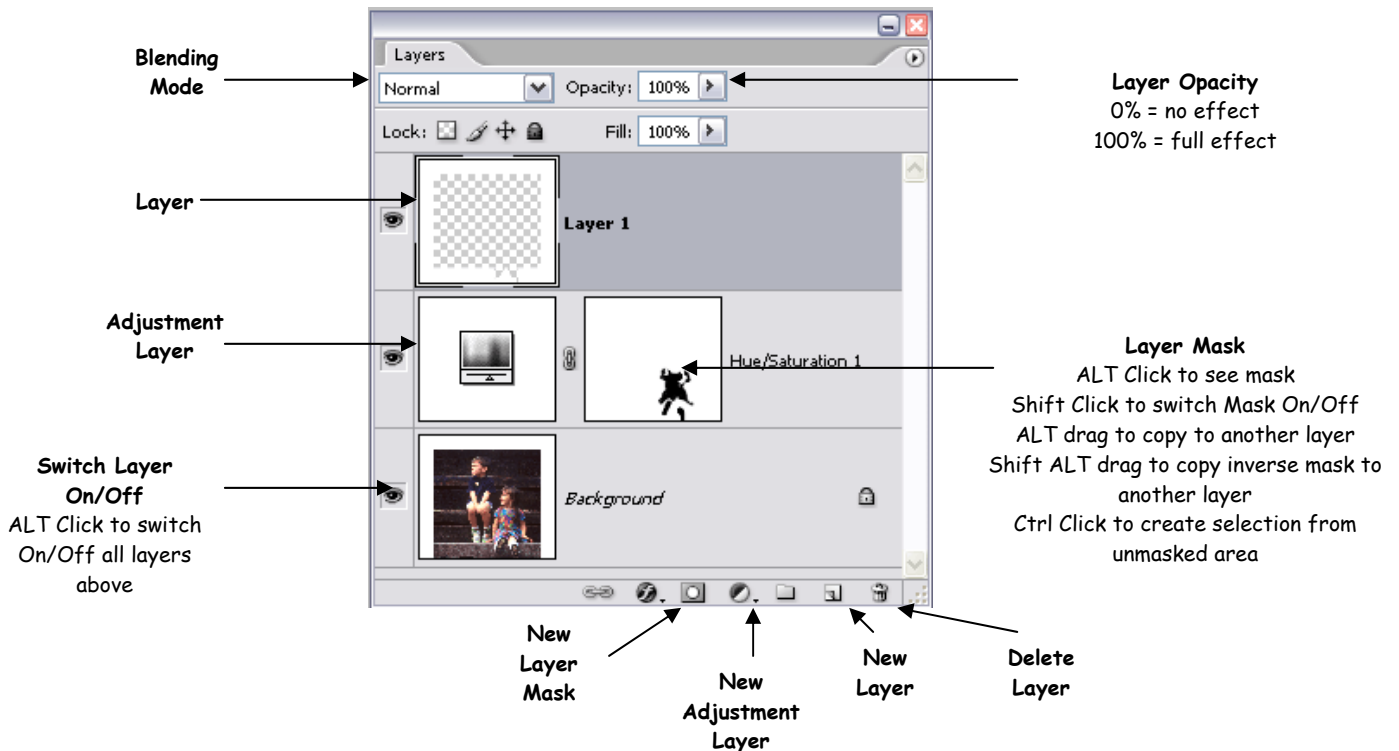 Blending
Mode
Layers
Normal
Opacity: 100%
Lock:
Fill: 100%
Layer Opacity
0% = no effect
100% = full effect
Layer
Layer 1
Adjustment
Layer
Hue/Saturation 1
Layer Mask
ALT Click to see mask
Shift Click to switch Mask On/Off
ALT drag to copy to another layer
Shift ALT drag to copy inverse mask to
another layer
Ctrl Click to create selection from
unmasked area
Switch Layer
On/Off
ALT Click to switch
On/Off all layers
above
Background
New
Layer
Mask
New
Adjustment
Layer
New
Layer
Delete
Layer